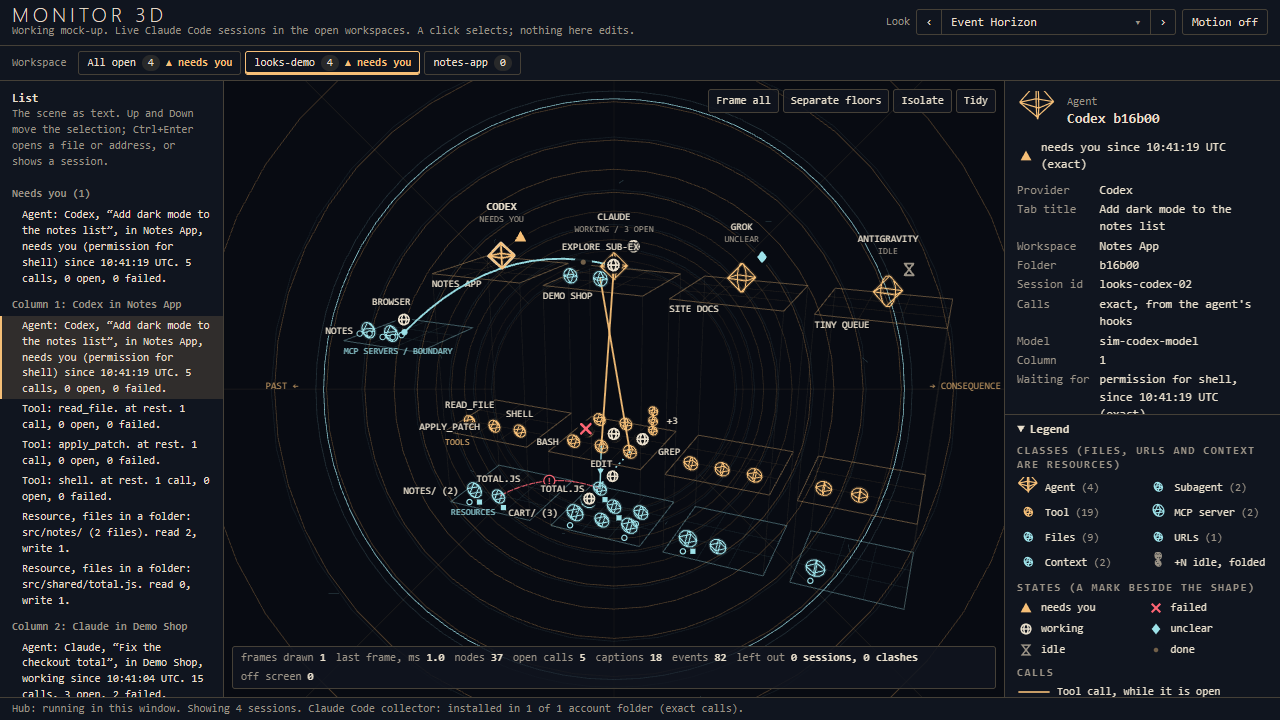 MONITOR 3D
Working mock-up. Live Claude Code sessions in the open workspaces. A click selects; nothing here edits.
Look ‹ Event Horizon ▾ › Motion off
Workspace All open 4 ▲ needs you looks-demo 4 ▲ needs you notes-app 0
List
The scene as text. Up and Down
move the selection; Ctrl+Enter
opens a file or address, or
shows a session.
Needs you (1)
Agent: Codex, “Add dark mode to
the notes list”, in Notes App,
needs you (permission for
shell) since 10:41:19 UTC. 5
calls, 0 open, 0 failed.
Column 1: Codex in Notes App
Agent: Codex, “Add dark mode to
the notes list”, in Notes App,
needs you (permission for
shell) since 10:41:19 UTC. 5
calls, 0 open, 0 failed.
Tool: read_file. at rest. 1
call, 0 open, 0 failed.
Tool: apply_patch. at rest. 1
call, 0 open, 0 failed.
Tool: shell. at rest. 1 call, 0
open, 0 failed.
Resource, files in a folder:
src/notes/ (2 files). read 2,
write 1.
Resource, files in a folder:
src/shared/total.js. read 0,
write 1.
Column 2: Claude in Demo Shop
Agent: Claude, “Fix the
checkout total”, in Demo Shop,
working since 10:41:04 UTC. 15
calls, 3 open, 2 failed.
Frame all Separate floors Isolate Tidy
CODEX
NEEDS YOU
CLAUDE
WORKING / 3 OPEN
GROK
UNCLEAR
ANTIGRAVITY
IDLE
EXPLORE SUB-EX
NOTES APP
DEMO SHOP
SITE DOCS
TINY QUEUE
BROWSER
NOTES
MCP SERVERS / BOUNDARY
PAST ←
→ CONSEQUENCE
READ_FILE
SHELL
APPLY_PATCH
TOOLS
BASH
+3
GREP
EDIT
TOTAL.JS
TOTAL.JS
NOTES/ (2)
RESOURCES
CART/ (3)
frames drawn 1 last frame, ms 1.0 nodes 37 open calls 5 captions 18 events 82 left out 0 sessions, 0 clashes
off screen 0
Agent
Codex b16b00
needs you since 10:41:19 UTC
(exact)
Provider Codex
Tab title Add dark mode to the
notes list
Workspace Notes App
Folder b16b00
Session id looks-codex-02
Calls exact, from the agent's
hooks
Model sim-codex-model
Column 1
Waiting for permission for shell,
since 10:41:19 UTC
(exact)
▼ Legend
CLASSES (FILES, URLS AND CONTEXT
ARE RESOURCES)
Agent (4) Subagent (2)
Tool (19) MCP server (2)
Files (9) URLs (1)
Context (2) +N idle, folded
STATES (A MARK BESIDE THE SHAPE)
needs you failed
working unclear
idle done
CALLS
Tool call, while it is open
Hub: running in this window. Showing 4 sessions. Claude Code collector: installed in 1 of 1 account folder (exact calls).